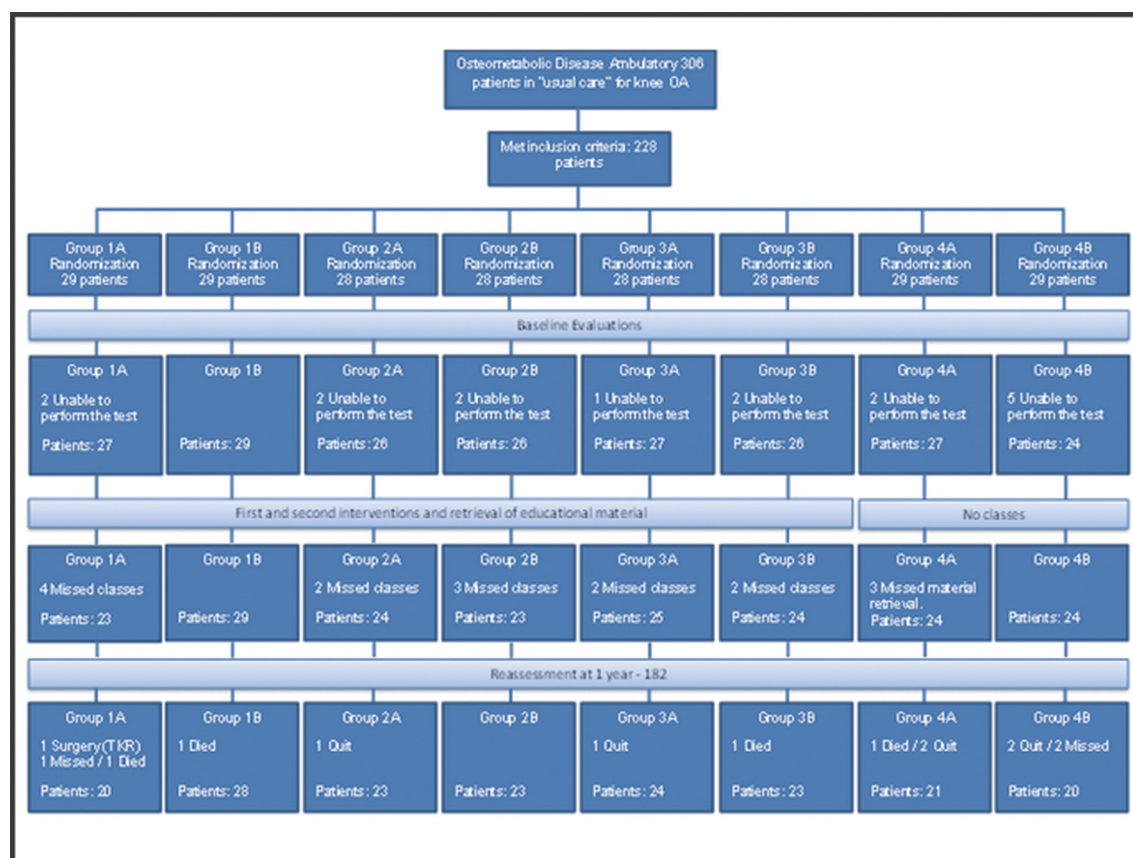 Osteometabolic Disease Ambulatory 306
patients in "usual care" for knee OA
Met inclusion criteria: 228
patients
Group 1A
Randomization
29 patients
Group 1B
Randomization
29 patients
Group 2A
Randomization
28 patients
Group 2B
Randomization
28 patients
Group 3A
Randomization
28 patients
Group 3B
Randomization
28 patients
Group 4A
Randomization
29 patients
Group 4B
Randomization
29 patients
Baseline Evaluations
Group 1A
2 Unable to
perform the test
Patients: 27
Group 1B
Patients: 29
Group 2A
2 Unable to
perform the test
Patients: 26
Group 2B
2 Unable to
perform the test
Patients: 26
Group 3A
1 Unable to
perform the test
Patients: 27
Group 3B
2 Unable to
perform the test
Patients: 26
Group 4A
2 Unable to
perform the test
Patients: 27
Group 4B
5 Unable to
perform the test
Patients: 24
First and second interventions and retrieval of educational material
No classes
Group 1A
4 Missed classes
Patients: 23
Group 1B
Patients: 29
Group 2A
2 Missed classes
Patients: 24
Group 2B
3 Missed classes
Patients: 23
Group 3A
2 Missed classes
Patients: 25
Group 3B
2 Missed classes
Patients: 24
Group 4A
3 Missed material
retrieval.
Patients: 24
Group 4B
Patients: 24
Reassessment at 1 year - 182
Group 1A
1 Surgery(TKR)
1 Missed / 1 Died
Patients: 20
Group 1B
1 Died
Patients: 28
Group 2A
1 Quit
Patients: 23
Group 2B
Patients: 23
Group 3A
1 Quit
Patients: 24
Group 3B
1 Died
Patients: 23
Group 4A
1 Died / 2 Quit
Patients: 21
Group 4B
2 Quit / 2 Missed
Patients: 20